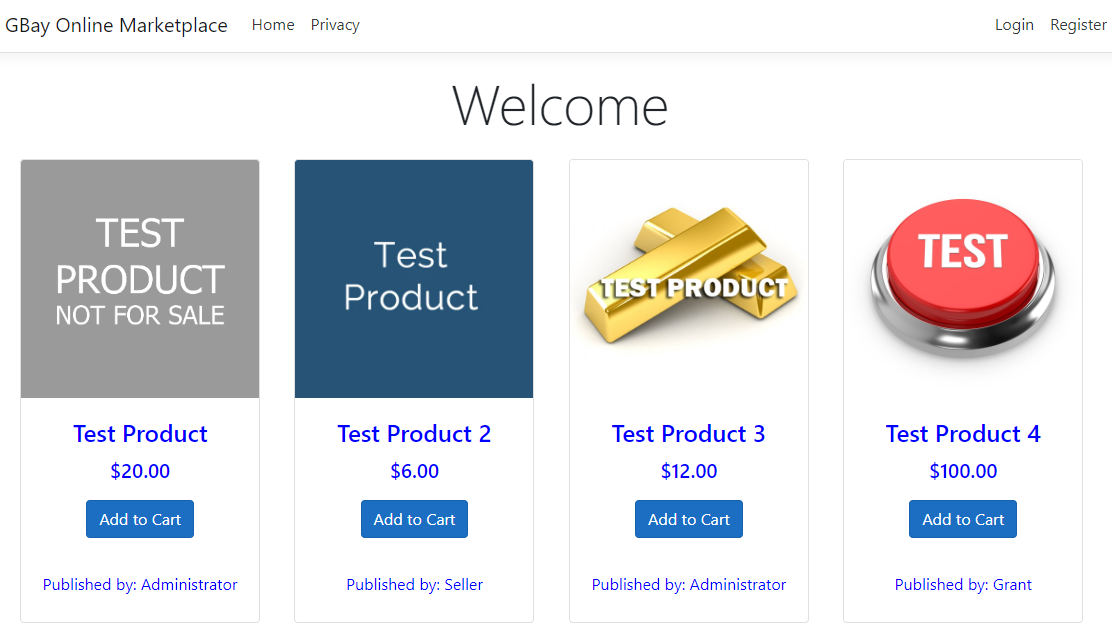 GBay Online Marketplace Home Privacy Login Register
Welcome
TEST
PRODUCT
NOT FOR SALE
Test Product
$20.00
Add to Cart
Published by: Administrator
Test
Product
Test Product 2
$6.00
Add to Cart
Published by: Seller
TEST PRODUCT
Test Product 3
$12.00
Add to Cart
Published by: Administrator
TEST
Test Product 4
$100.00
Add to Cart
Published by: Grant